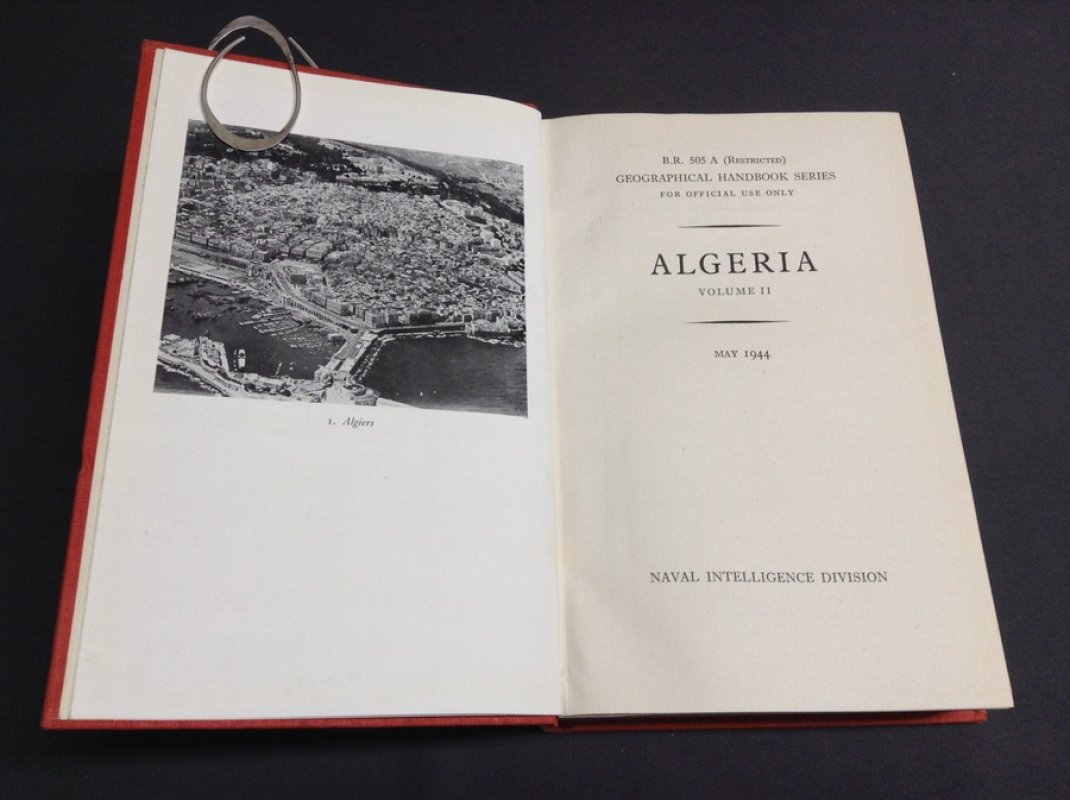 1. Algiers
B.R. 505 A (RESTRICTED)
GEOGRAPHICAL HANDBOOK SERIES
FOR OFFICIAL USE ONLY
ALGERIA
VOLUME II
MAY 1944
NAVAL INTELLIGENCE DIVISION